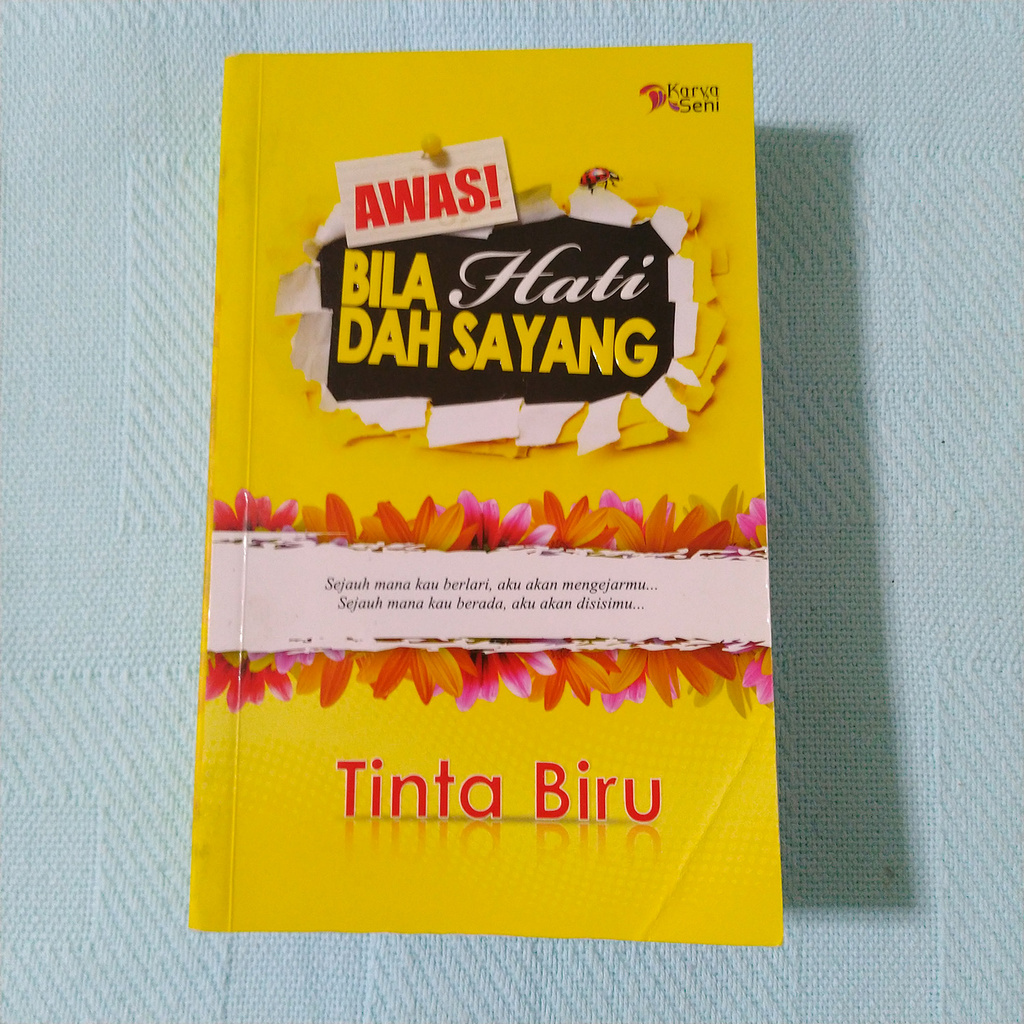 Karya
Seni
AWAS!
BILA Hati
DAH SAYANG
Sejauh mana kau berlari, aku akan mengejarmu...
Sejauh mana kau berada, aku akan disisimu...
Tinta Biru